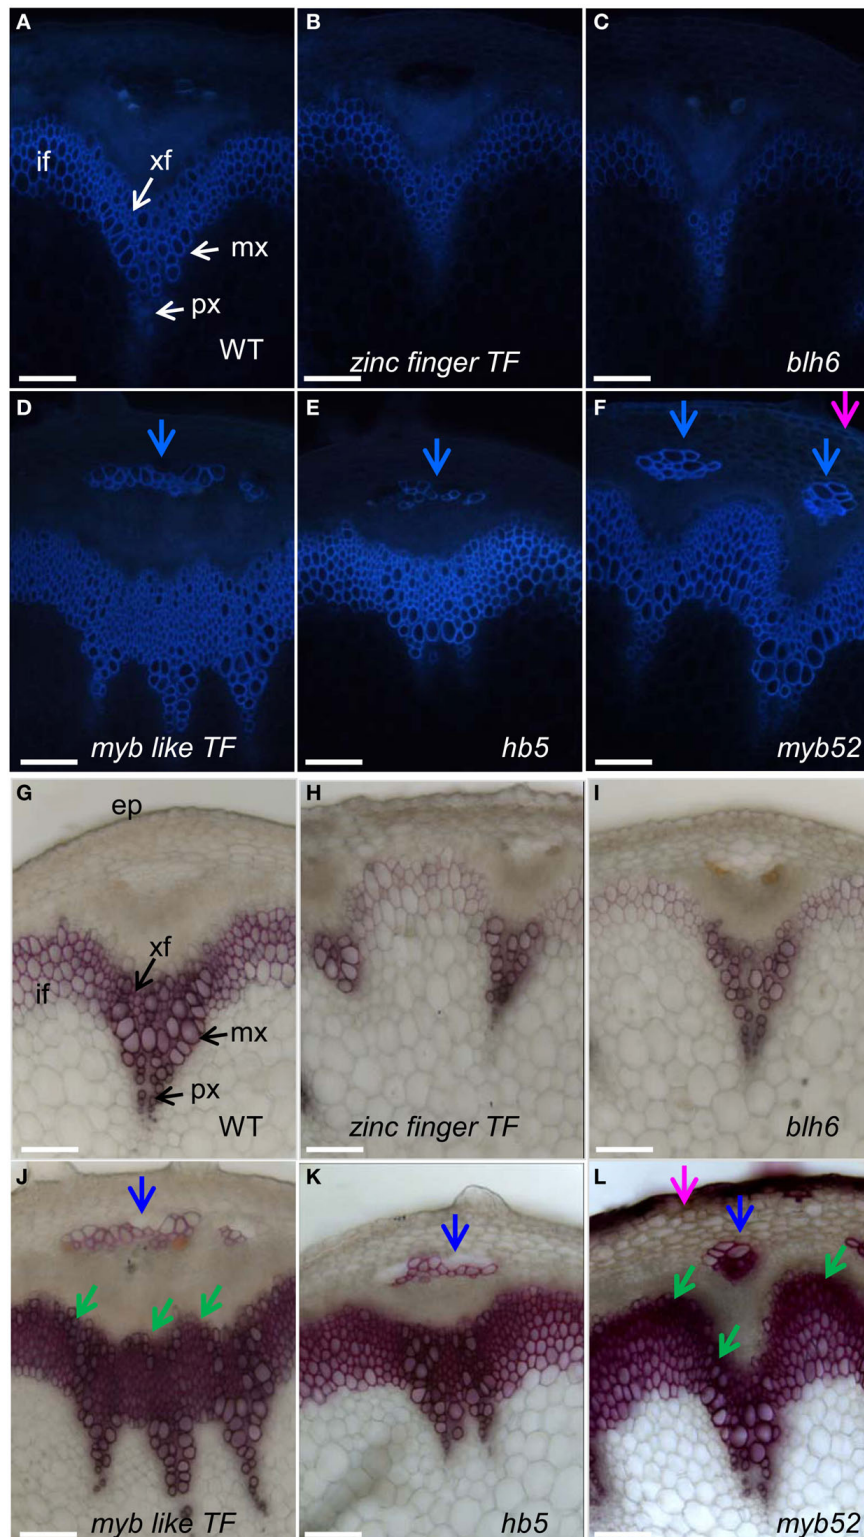 A
B
C
if
xf
mx
px
WT
zinc finger TF
blh6
D
E
F
myb like TF
hb5
myb52
G
H
I
ep
xf
if
mx
px
WT
zinc finger TF
blh6
J
K
L
myb like TF
hb5
myb52